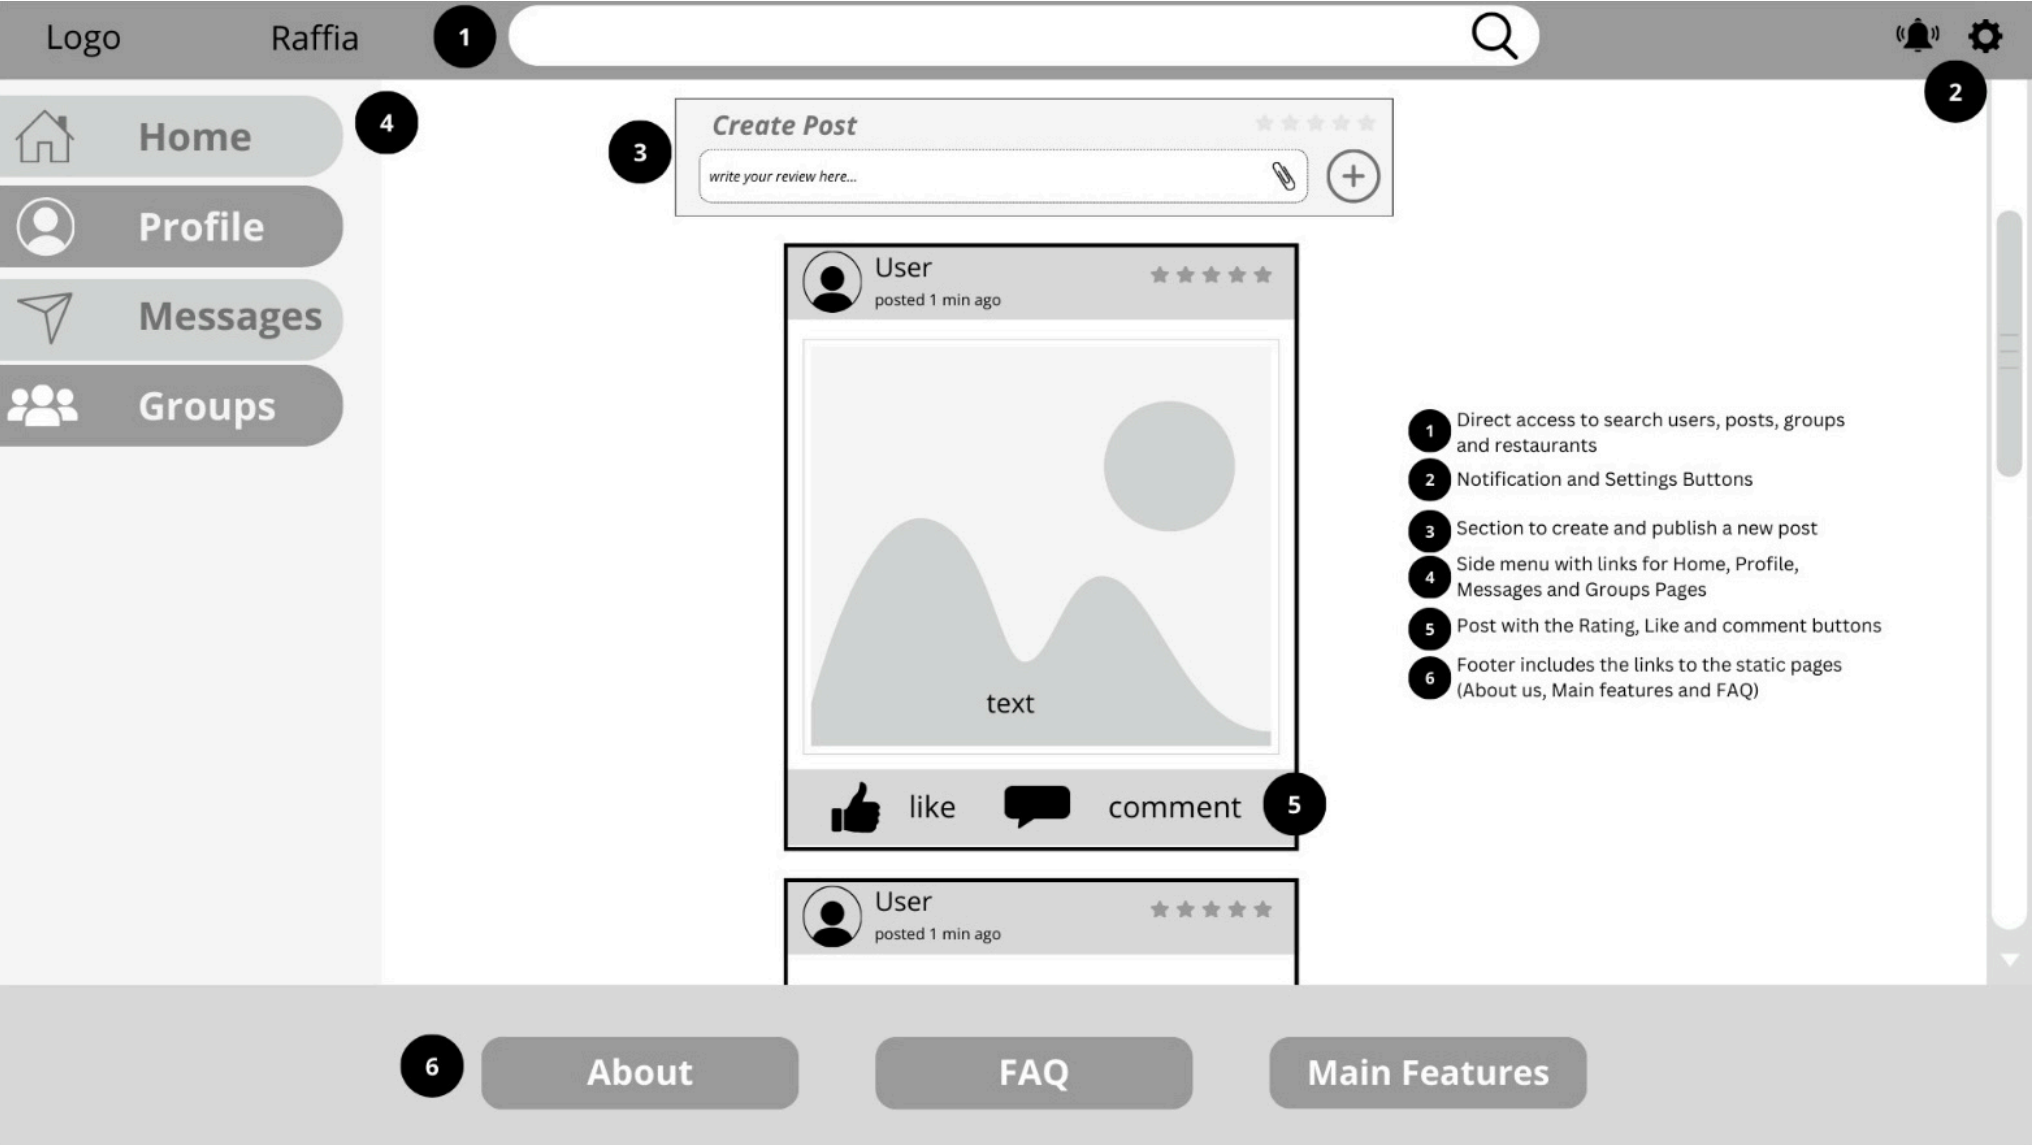 Logo
Raffia
1
2
Home
4
Profile
Messages
Groups
3
Create Post
write your review here...
User
posted 1 min ago
text
like
comment
5
User
posted 1 min ago
1 Direct access to search users, posts, groups
and restaurants
2 Notification and Settings Buttons
3 Section to create and publish a new post
4 Side menu with links for Home, Profile,
Messages and Groups Pages
5 Post with the Rating, Like and comment buttons
6 Footer includes the links to the static pages
(About us, Main features and FAQ)
6
About
FAQ
Main Features